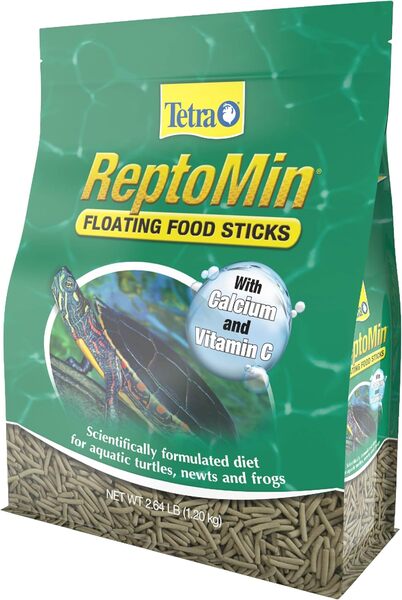 Tetra
ReptoMin®
FLOATING FOOD STICKS
With
Calcium
and
Vitamin C
Scientifically formulated diet
for aquatic turtles, newts and frogs
NET WT 2.64 LB (1.20 kg)
Tetra
ReptoMin
FLOATING FOOD STICKS